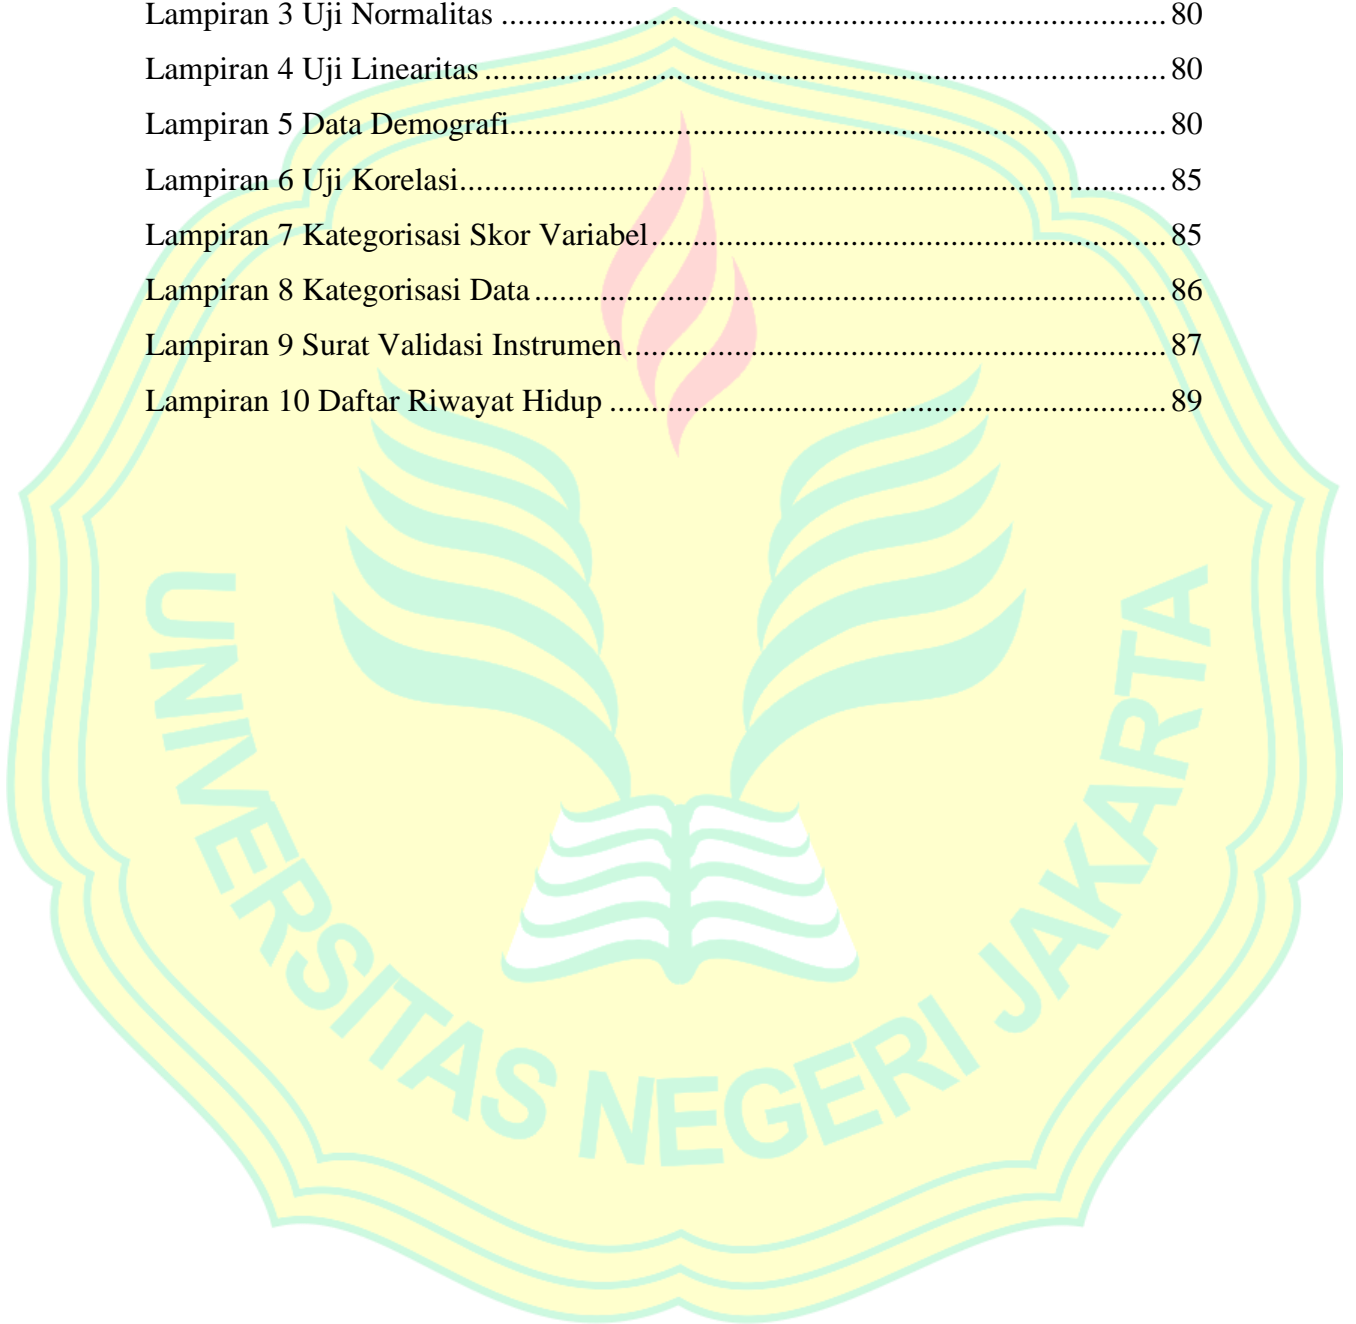 Lampiran 3 Uji Normalitas ................................................................................ 80
Lampiran 4 Uji Linearitas .................................................................................. 80
Lampiran 5 Data Demografi............................................................................... 80
Lampiran 6 Uji Korelasi..................................................................................... 85
Lampiran 7 Kategorisasi Skor Variabel.............................................................. 85
Lampiran 8 Kategorisasi Data ............................................................................ 86
Lampiran 9 Surat Validasi Instrumen ................................................................. 87
Lampiran 10 Daftar Riwayat Hidup ................................................................... 89
UNIVERSITAS NEGERI JAKARTA